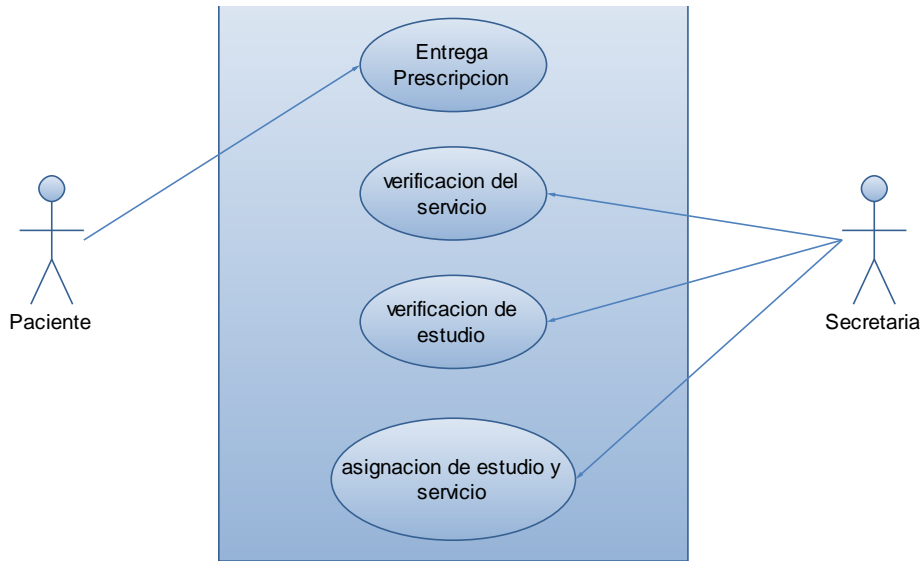 Entrega
Prescripcion
verificacion del
servicio
verificacion de
estudio
Paciente
Secretaria
asignacion de estudio y
servicio